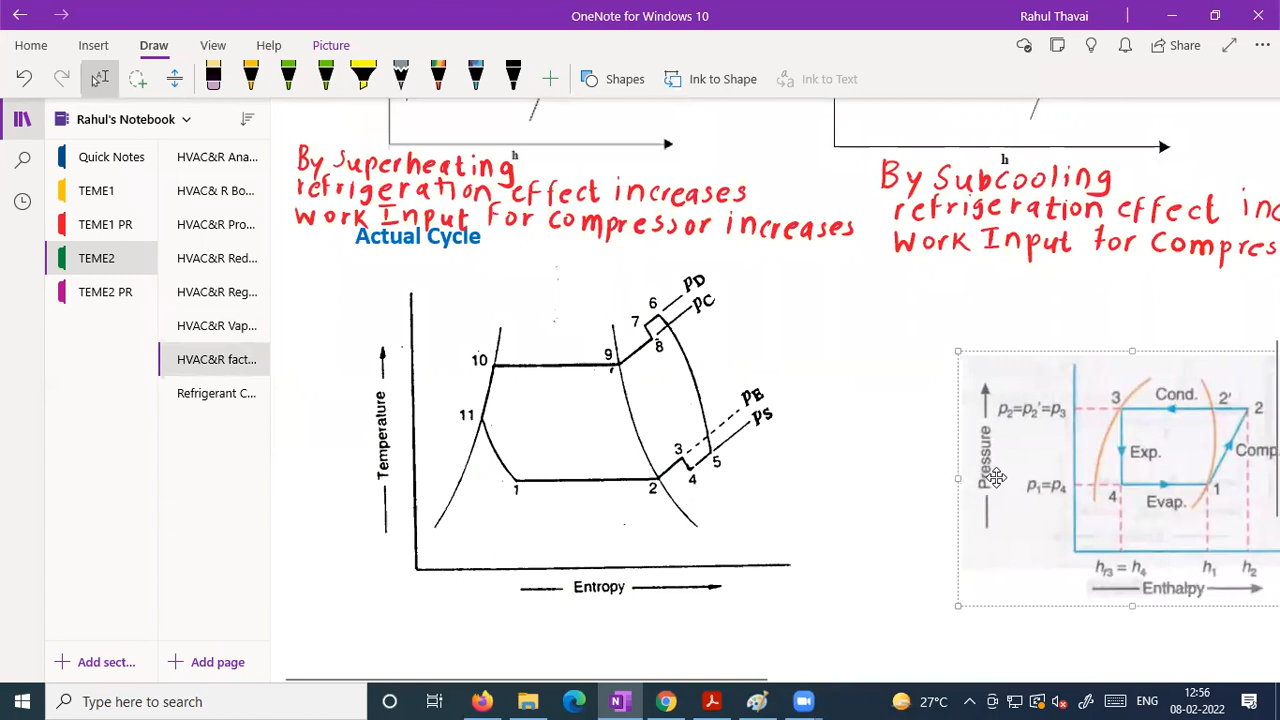 OneNote for Windows 10
Rahul Thavai
Home
Insert
Draw
View
Help
Picture
Share
Shapes
Ink to Shape
Ink to Text
Rahul's Notebook
Quick Notes
TEME1
TEME1 PR
TEME2
TEME2 PR
HVAC&R Ana...
HVAC& R Bo...
HVAC&R Pro...
HVAC&R Red...
HVAC&R Reg...
HVAC&R Vap...
HVAC&R fact...
Refrigerant C...
Add sect...
Add page
h
By Superheating
refrigeration effect increases
Work Input for compressor increases
h
By Subcooling
refrigeration effect inc
Work Input for Compres
Actual Cycle
6
PD
PC
7
8
9
10
11
PE
PS
3
5
4
1
2
Temperature
Entropy
3
Cond.
2'
2
p2=p2'=p3
Exp.
Comp.
p1=p4
4
Evap.
1
Pressure
hf3 = h4
h1
h2
Enthalpy
Type here to search
27°C
ENG
12:56
08-02-2022